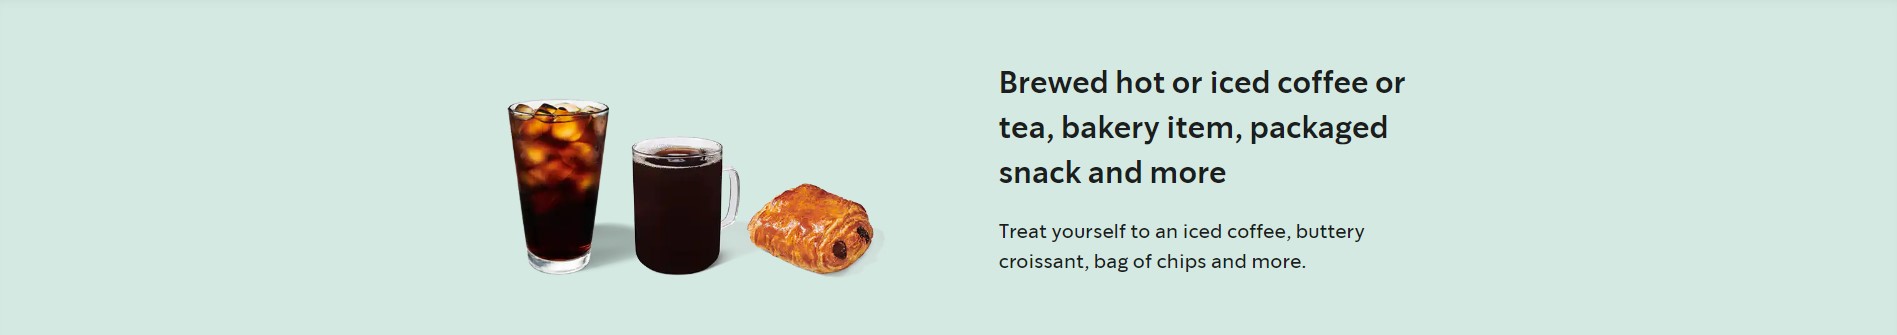 Brewed hot or iced coffee or
tea, bakery item, packaged
snack and more
Treat yourself to an iced coffee, buttery
croissant, bag of chips and more.